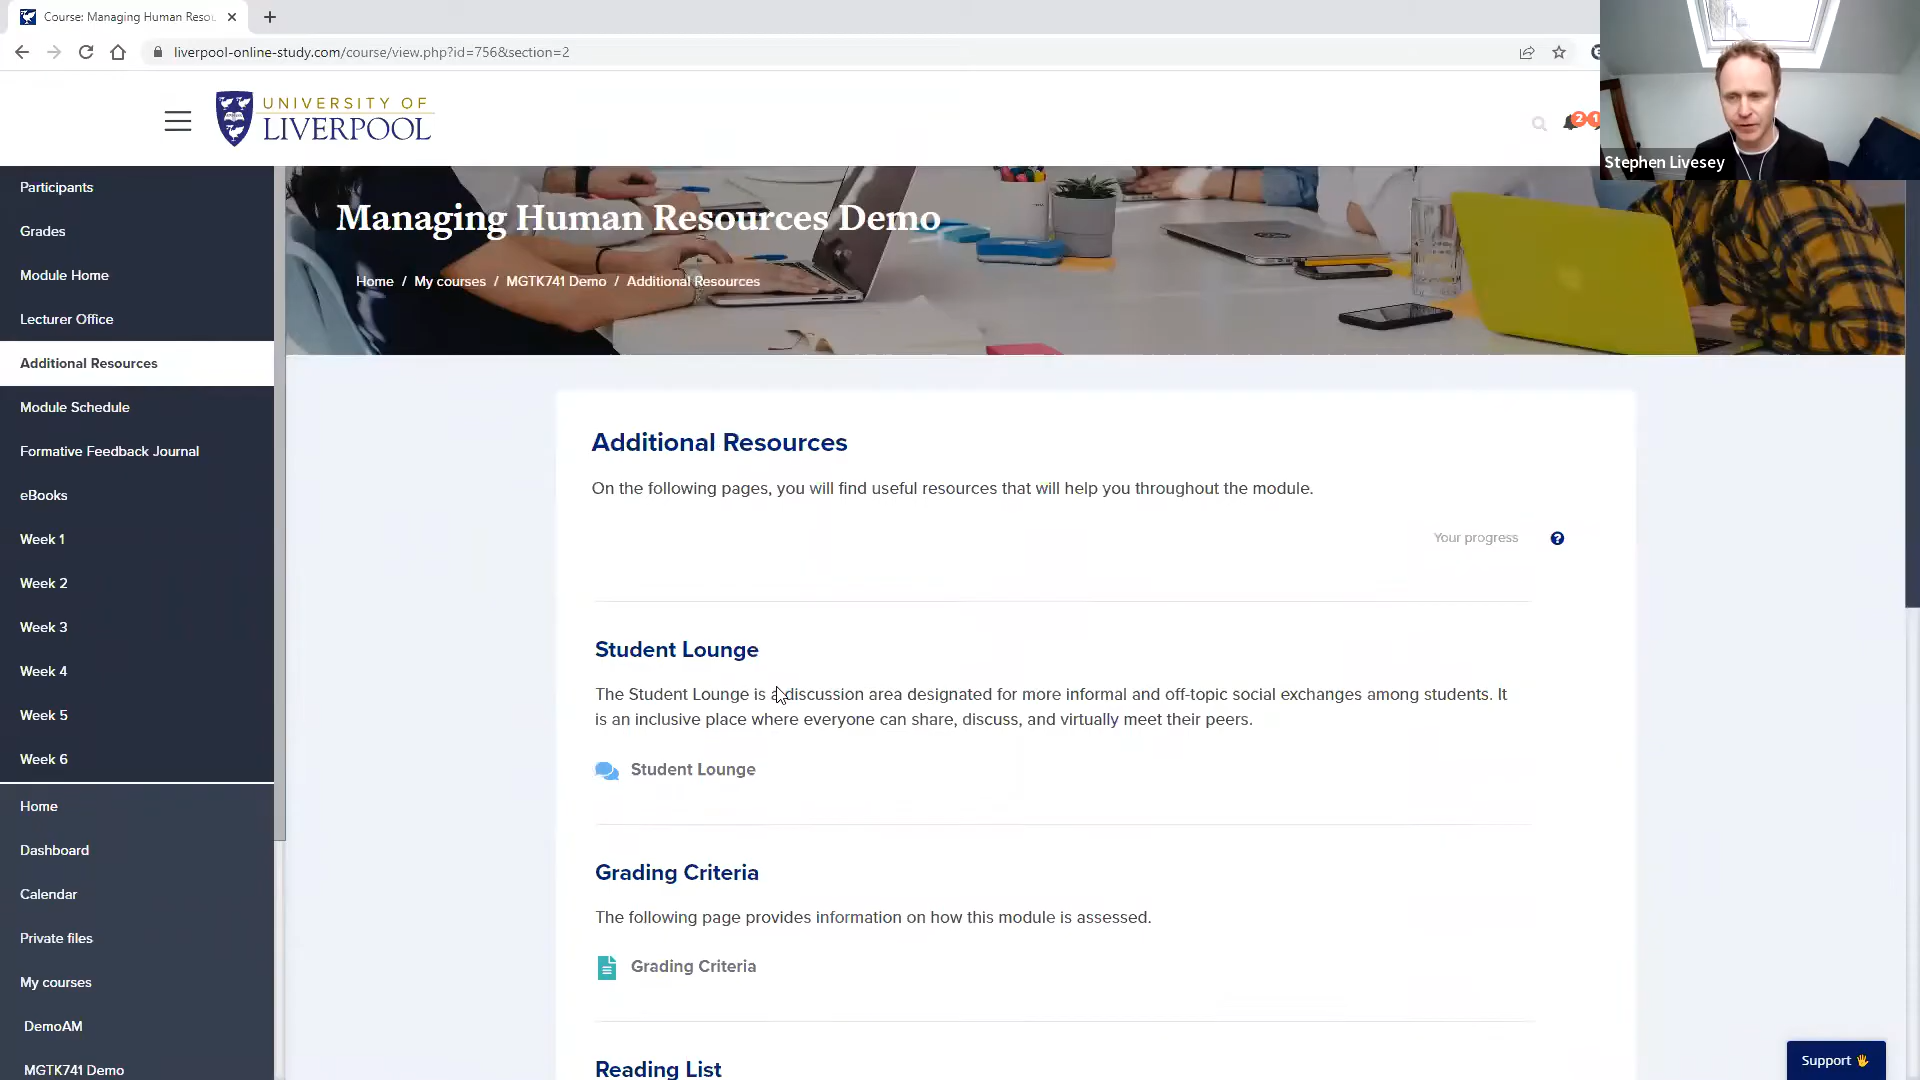 Course: Managing Human Resou
liverpool-online-study.com/course/view.php?id=756&section=2
UNIVERSITY OF
LIVERPOOL
2
1
Stephen Livesey
Participants
Grades
Module Home
Lecturer Office
Additional Resources
Module Schedule
Formative Feedback Journal
eBooks
Week 1
Week 2
Week 3
Week 4
Week 5
Week 6
Home
Dashboard
Calendar
Private files
My courses
DemoAM
MGTK741 Demo
Managing Human Resources Demo
Home / My courses / MGTK741 Demo / Additional Resources
Additional Resources
On the following pages, you will find useful resources that will help you throughout the module.
Your progress ?
Student Lounge
The Student Lounge is a discussion area designated for more informal and off-topic social exchanges among students. It
is an inclusive place where everyone can share, discuss, and virtually meet their peers.
Student Lounge
Grading Criteria
The following page provides information on how this module is assessed.
Grading Criteria
Reading List
Support